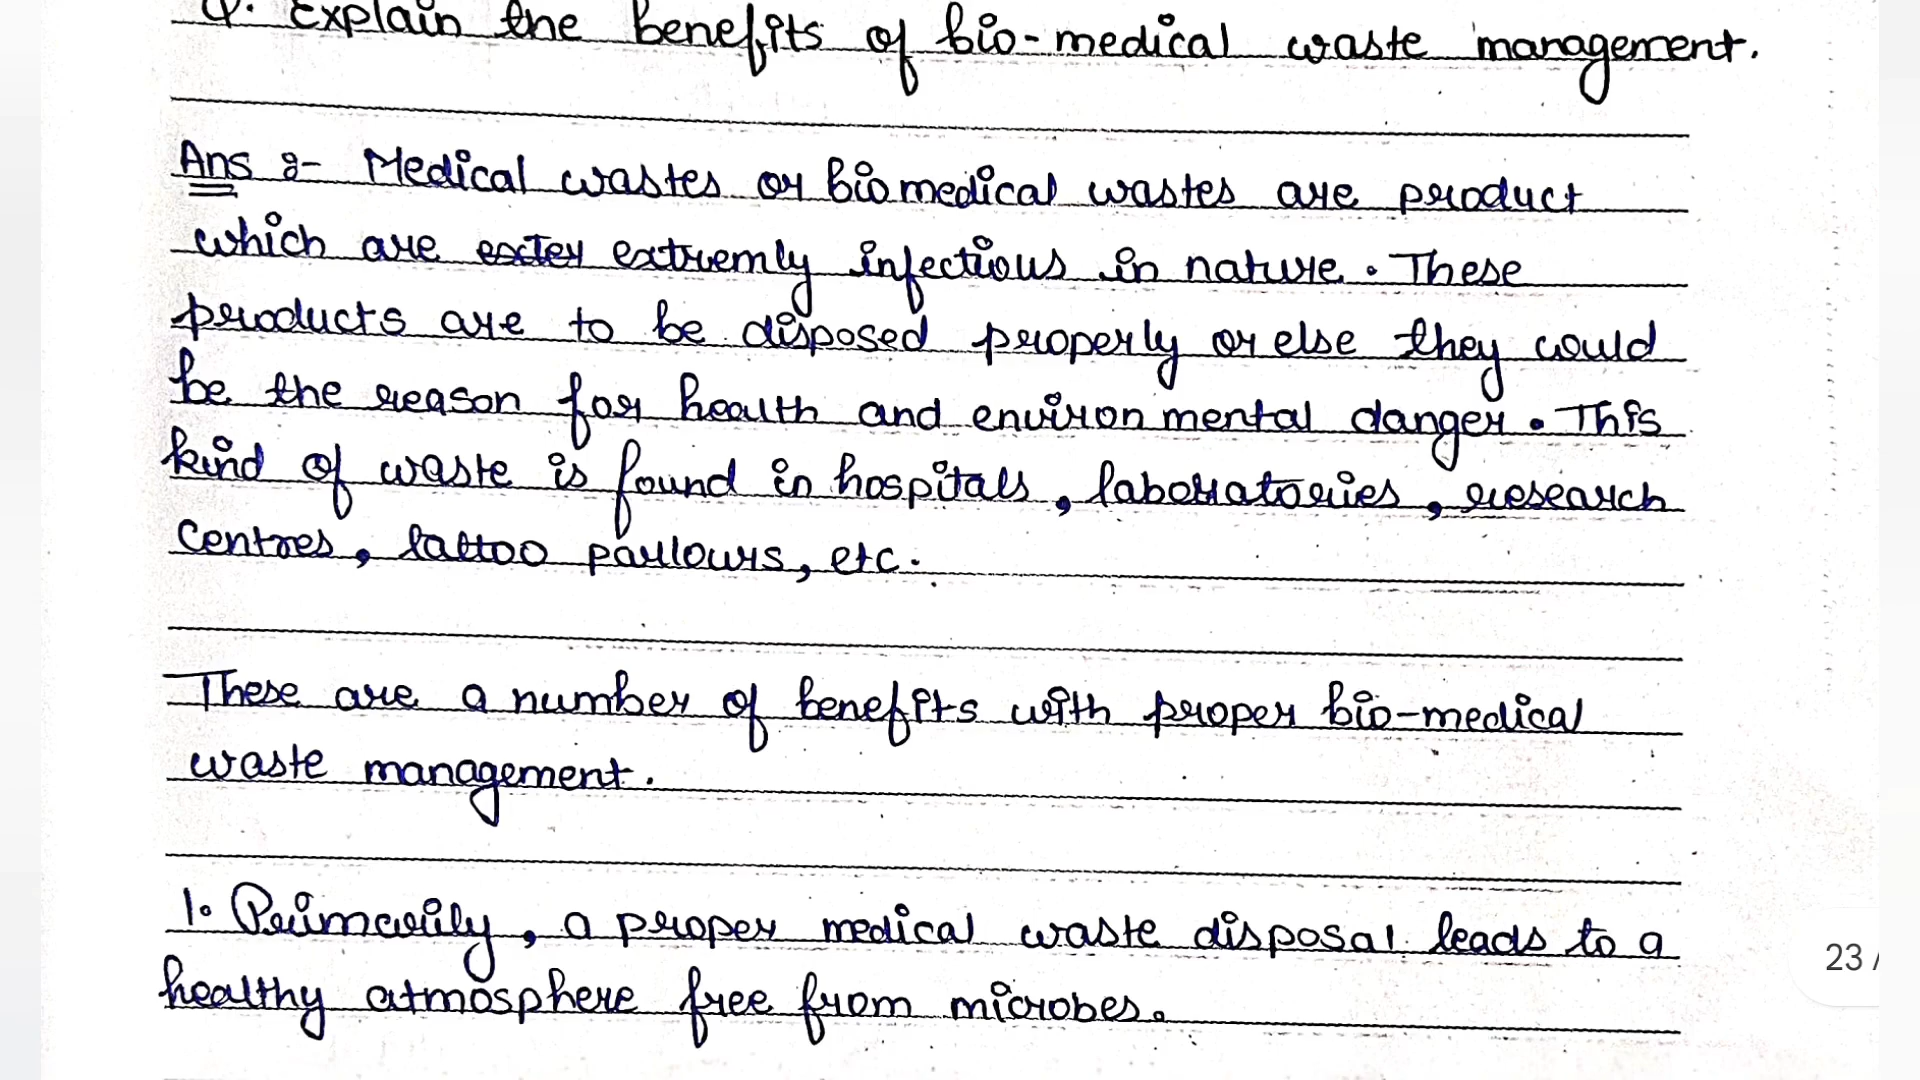 Q. Explain the benefits of bio-medical waste management.
Ans :- Medical wastes or Biomedical wastes are product
which are exter extremly infectious in nature. These
products are to be disposed properly or else they could
be the reason for health and environmental danger. This
kind of waste is found in hospitals, laboratories, research
centres, tattoo parlours, etc.
These are a number of benefits with proper bio-medical
waste management.
1. Primarily, a proper medical waste disposal leads to a
healthy atmosphere free from microbes.
23 /